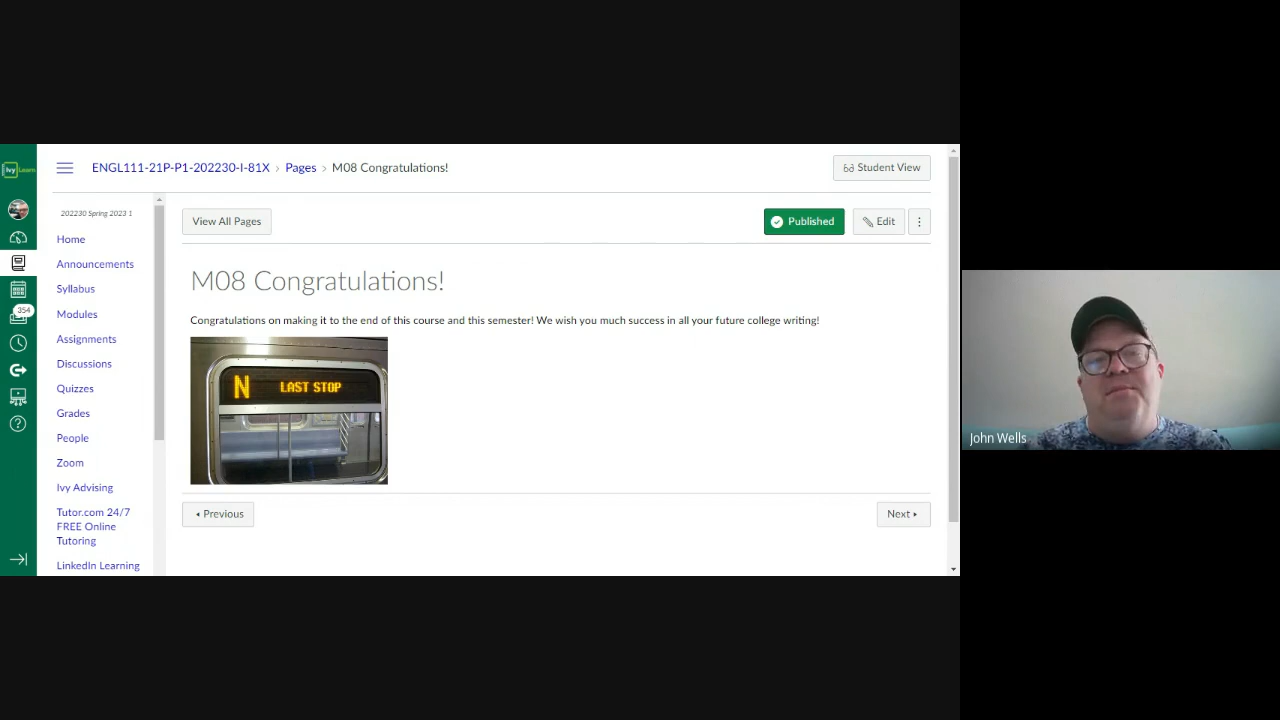 Ivy Learn
ENGL111-21P-P1-202230-I-81X › Pages › M08 Congratulations!
Student View
202230 Spring 2023 1
Home
Announcements
Syllabus
Modules
Assignments
Discussions
Quizzes
Grades
People
Zoom
Ivy Advising
Tutor.com 24/7
FREE Online
Tutoring
LinkedIn Learning
354
View All Pages
Published
Edit
M08 Congratulations!
Congratulations on making it to the end of this course and this semester! We wish you much success in all your future college writing!
N LAST STOP
Previous
Next
John Wells